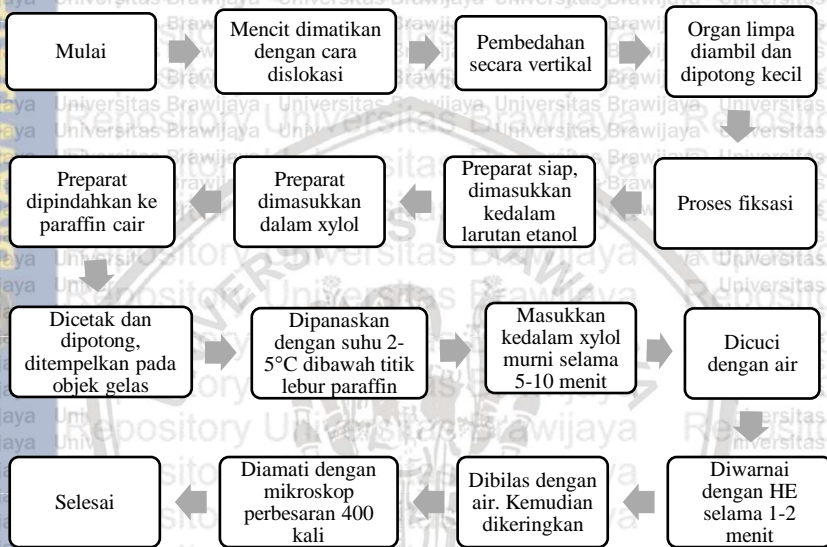 Mulai
Mencit dimatikan
dengan cara
dislokasi
Pembedahan
secara vertikal
Organ limpa
diambil dan
dipotong kecil
Proses fiksasi
Preparat siap,
dimasukkan
kedalam
larutan etanol
Preparat
dimasukkan
dalam xylol
Preparat
dipindahkan ke
paraffin cair
Dicetak dan
dipotong,
ditempelkan pada
objek gelas
Dipanaskan
dengan suhu 2-
5°C dibawah titik
lebur paraffin
Masukkan
kedalam xylol
murni selama
5-10 menit
Dicuci
dengan air
Diwarnai
dengan HE
selama 1-2
menit
Dibilas dengan
air. Kemudian
dikeringkan
Diamati dengan
mikroskop
perbesaran 400
kali
Selesai